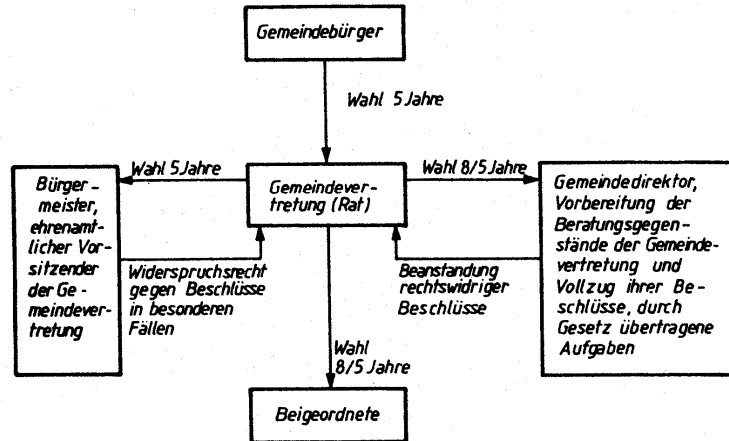 Gemeindebürger
Wahl 5 Jahre
Wahl 5 Jahre
Wahl 8/5 Jahre
Bürger-
meister,
ehrenamt-
licher Vor-
sitzender
der Ge-
meindever-
tretung
Gemeindever-
tretung (Rat)
Gemeindedirektor,
Vorbereitung der
Beratungsgegen-
stände der Gemeinde-
vertretung und
Vollzug ihrer Be-
schlüsse, durch
Gesetz übertragene
Aufgaben
Widerspruchsrecht
gegen Beschlüsse
in besonderen
Fällen
Beanstandung
rechtswidriger
Beschlüsse
Wahl
8/5 Jahre
Beigeordnete